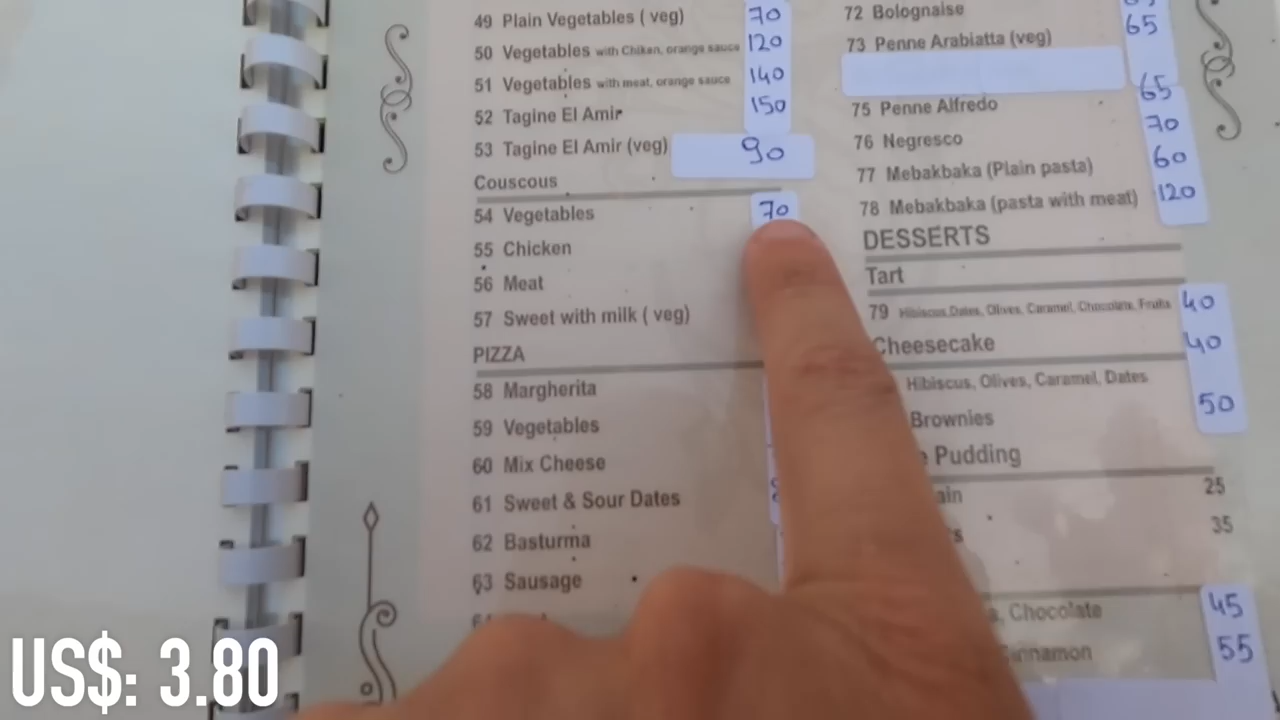 49 Plain Vegetables ( veg) 70
50 Vegetables with Chiken, orange sauce 120
51 Vegetables with meat, orange sauce 140
52 Tagine El Amir 150
53 Tagine El Amir (veg) 90
Couscous
54 Vegetables 70
55 Chicken
56 Meat
57 Sweet with milk ( veg)
PIZZA
58 Margherita
59 Vegetables
60 Mix Cheese
61 Sweet & Sour Dates
62 Basturma
63 Sausage
72 Bolognaise
65
73 Penne Arabiatta (veg)
65
75 Penne Alfredo
70
76 Negresco
60
77 Mebakbaka (Plain pasta)
120
78 Mebakbaka (pasta with meat)
DESSERTS
Tart
79 Hibiscus, Dates, Olives, Caramel, Chocolate, Fruits 40
Cheesecake 40
Hibiscus, Olives, Caramel, Dates
Brownies 50
Pudding
25
35
Chocolate 45
Cinnamon 55
US$: 3.80